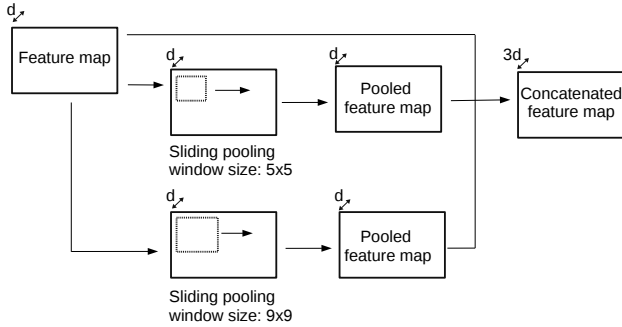 d
Feature map
d
Sliding pooling
window size: 5x5
d
Pooled
feature map
3d
Concatenated
feature map
d
Sliding pooling
window size: 9x9
d
Pooled
feature map